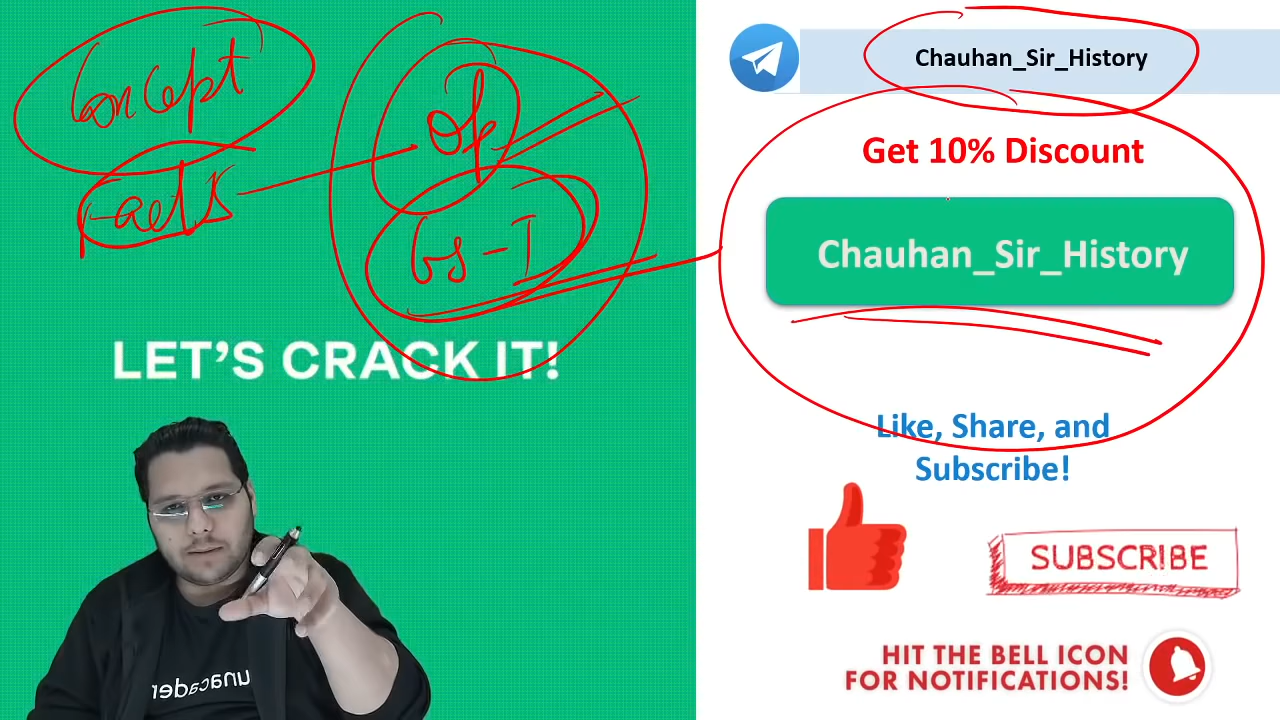 Concept
Facts
GS-I
LET'S CRACK IT!
unacader
Chauhan_Sir_History
Get 10% Discount
Chauhan_Sir_History
Like, Share, and
Subscribe!
SUBSCRIBE
HIT THE BELL ICON
FOR NOTIFICATIONS!